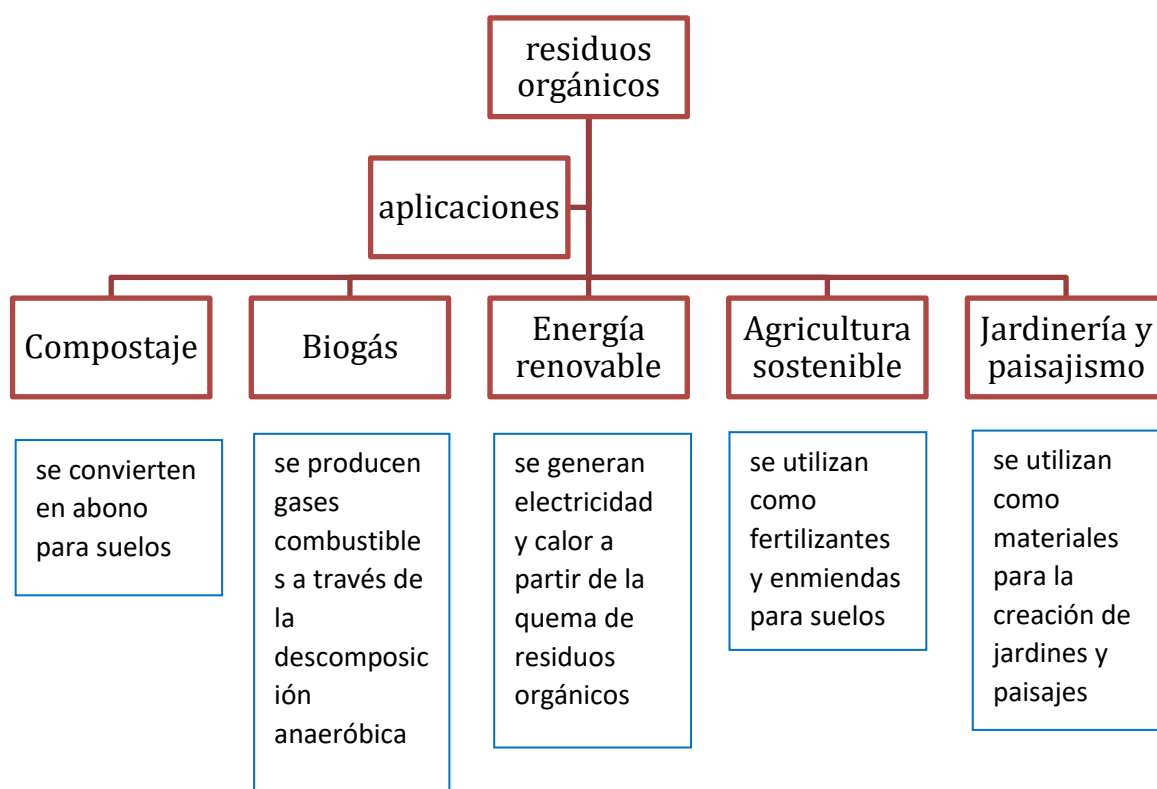 residuos
orgánicos
aplicaciones
Compostaje
Biogás
Energía
renovable
Agricultura
sostenible
Jardinería y
paisajismo
se convierten
en abono
para suelos
se producen
gases
combustible
s a través de
la
descomposic
ión
anaeróbica
se generan
electricidad
y calor a
partir de la
quema de
residuos
orgánicos
se utilizan
como
fertilizantes
y enmiendas
para suelos
se utilizan
como
materiales
para la
creación de
jardines y
paisajes